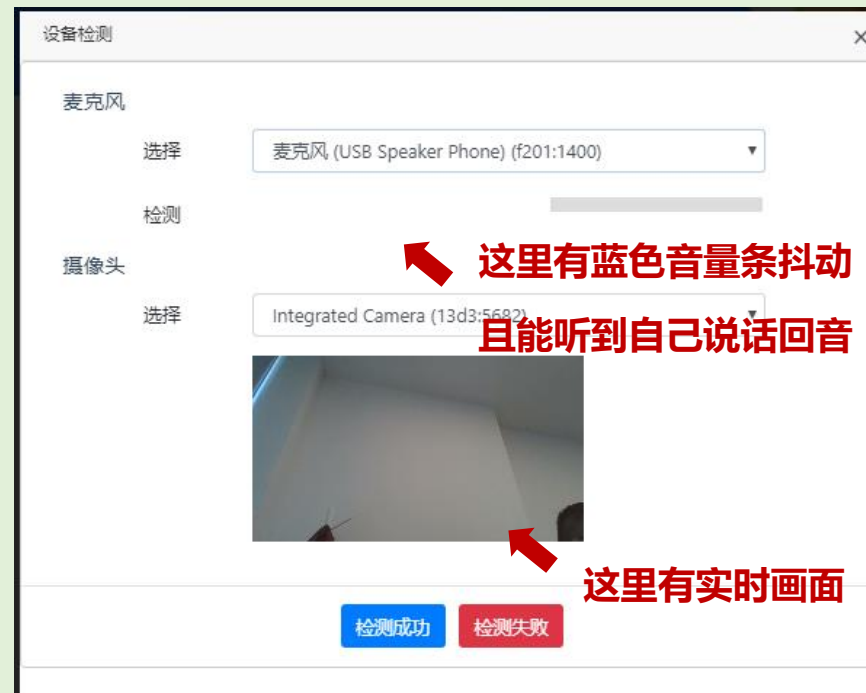 设备检测 ×
麦克风
选择 麦克风 (USB Speaker Phone) (f201:1400)
检测
这里有蓝色音量条抖动
摄像头
选择 Integrated Camera (13d3:5682)
且能听到自己说话回音
这里有实时画面
检测成功 检测失败